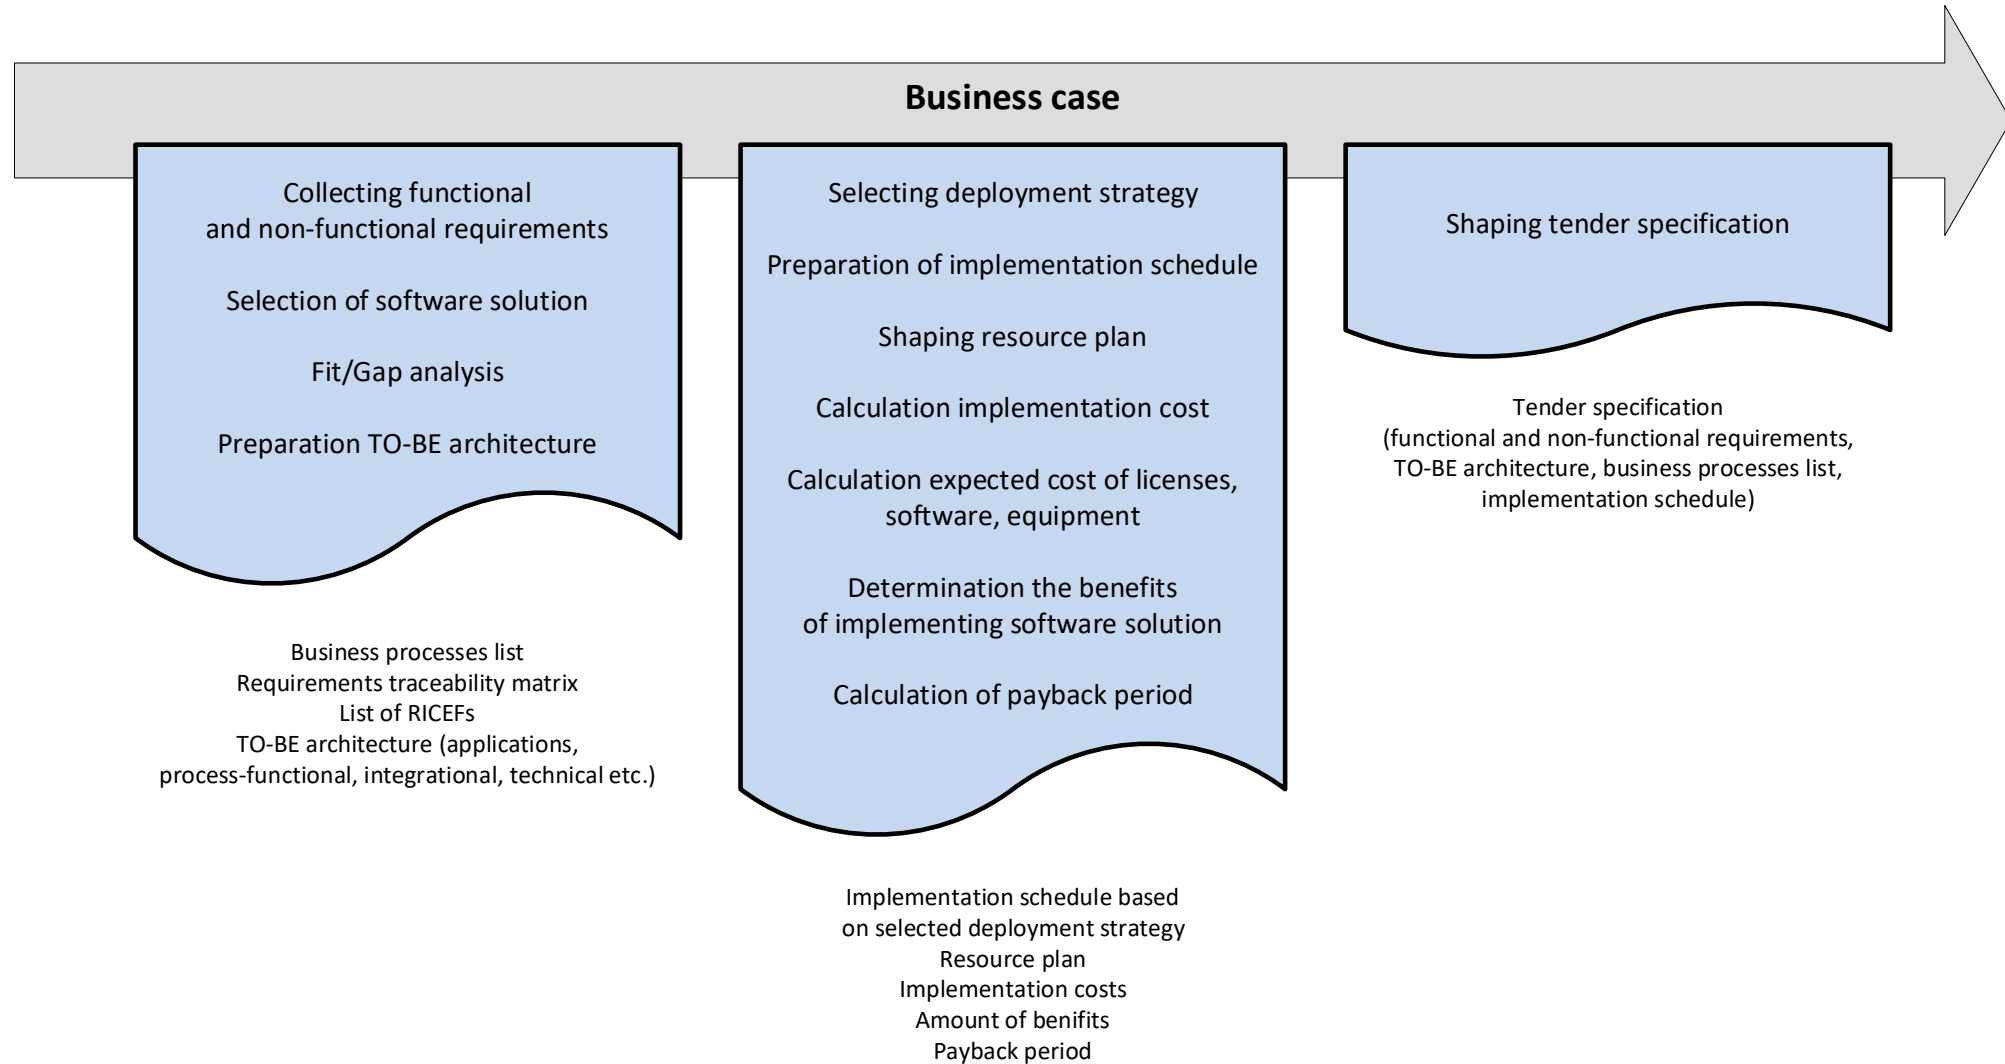 Business case
Collecting functional
and non-functional requirements
Selection of software solution
Fit/Gap analysis
Preparation TO-BE architecture
Business processes list
Requirements traceability matrix
List of RICEFs
TO-BE architecture (applications,
process-functional, integrational, technical etc.)
Selecting deployment strategy
Preparation of implementation schedule
Shaping resource plan
Calculation implementation cost
Calculation expected cost of licenses,
software, equipment
Determination the benefits
of implementing software solution
Calculation of payback period
Implementation schedule based
on selected deployment strategy
Resource plan
Implementation costs
Amount of benifits
Payback period
Shaping tender specification
Tender specification
(functional and non-functional requirements,
TO-BE architecture, business processes list,
implementation schedule)